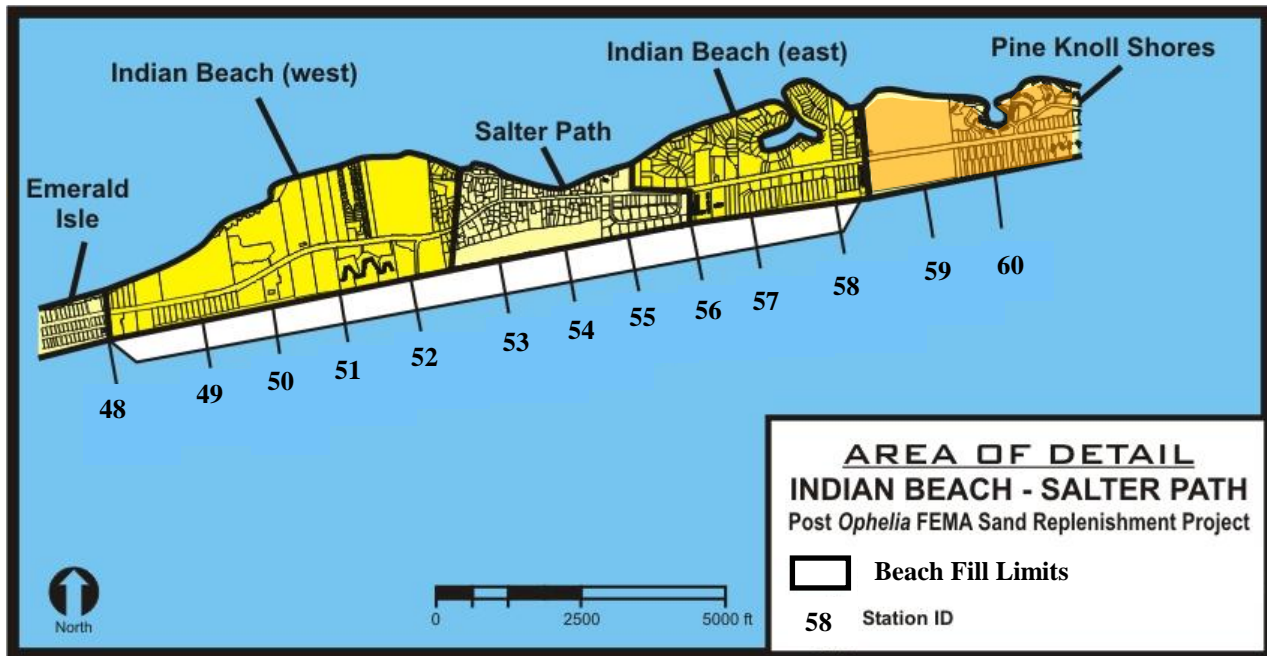 Pine Knoll Shores
Indian Beach (east)
Indian Beach (west)
Salter Path
Emerald
Isle
48
49
50
51
52
53
54
55
56
57
58
59
60
AREA OF DETAIL
INDIAN BEACH - SALTER PATH
Post Ophelia FEMA Sand Replenishment Project
Beach Fill Limits
58 Station ID
North
0 2500 5000 ft